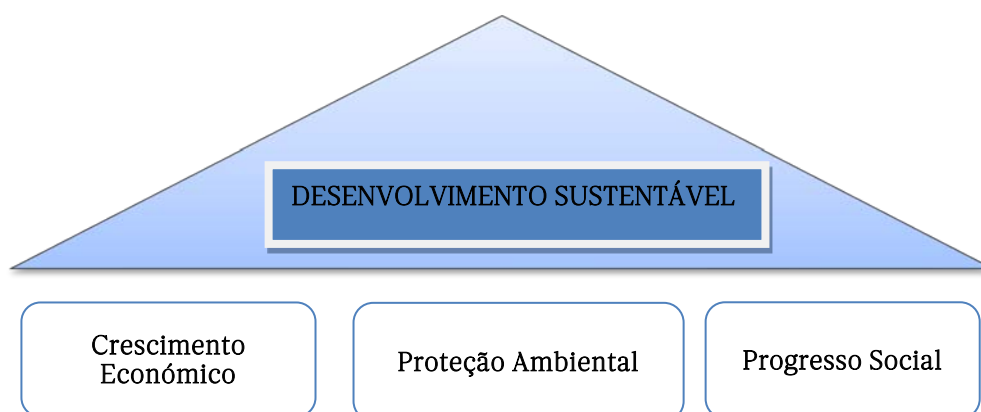 DESENVOLVIMENTO SUSTENTÁVEL
Crescimento
Económico
Proteção Ambiental
Progresso Social